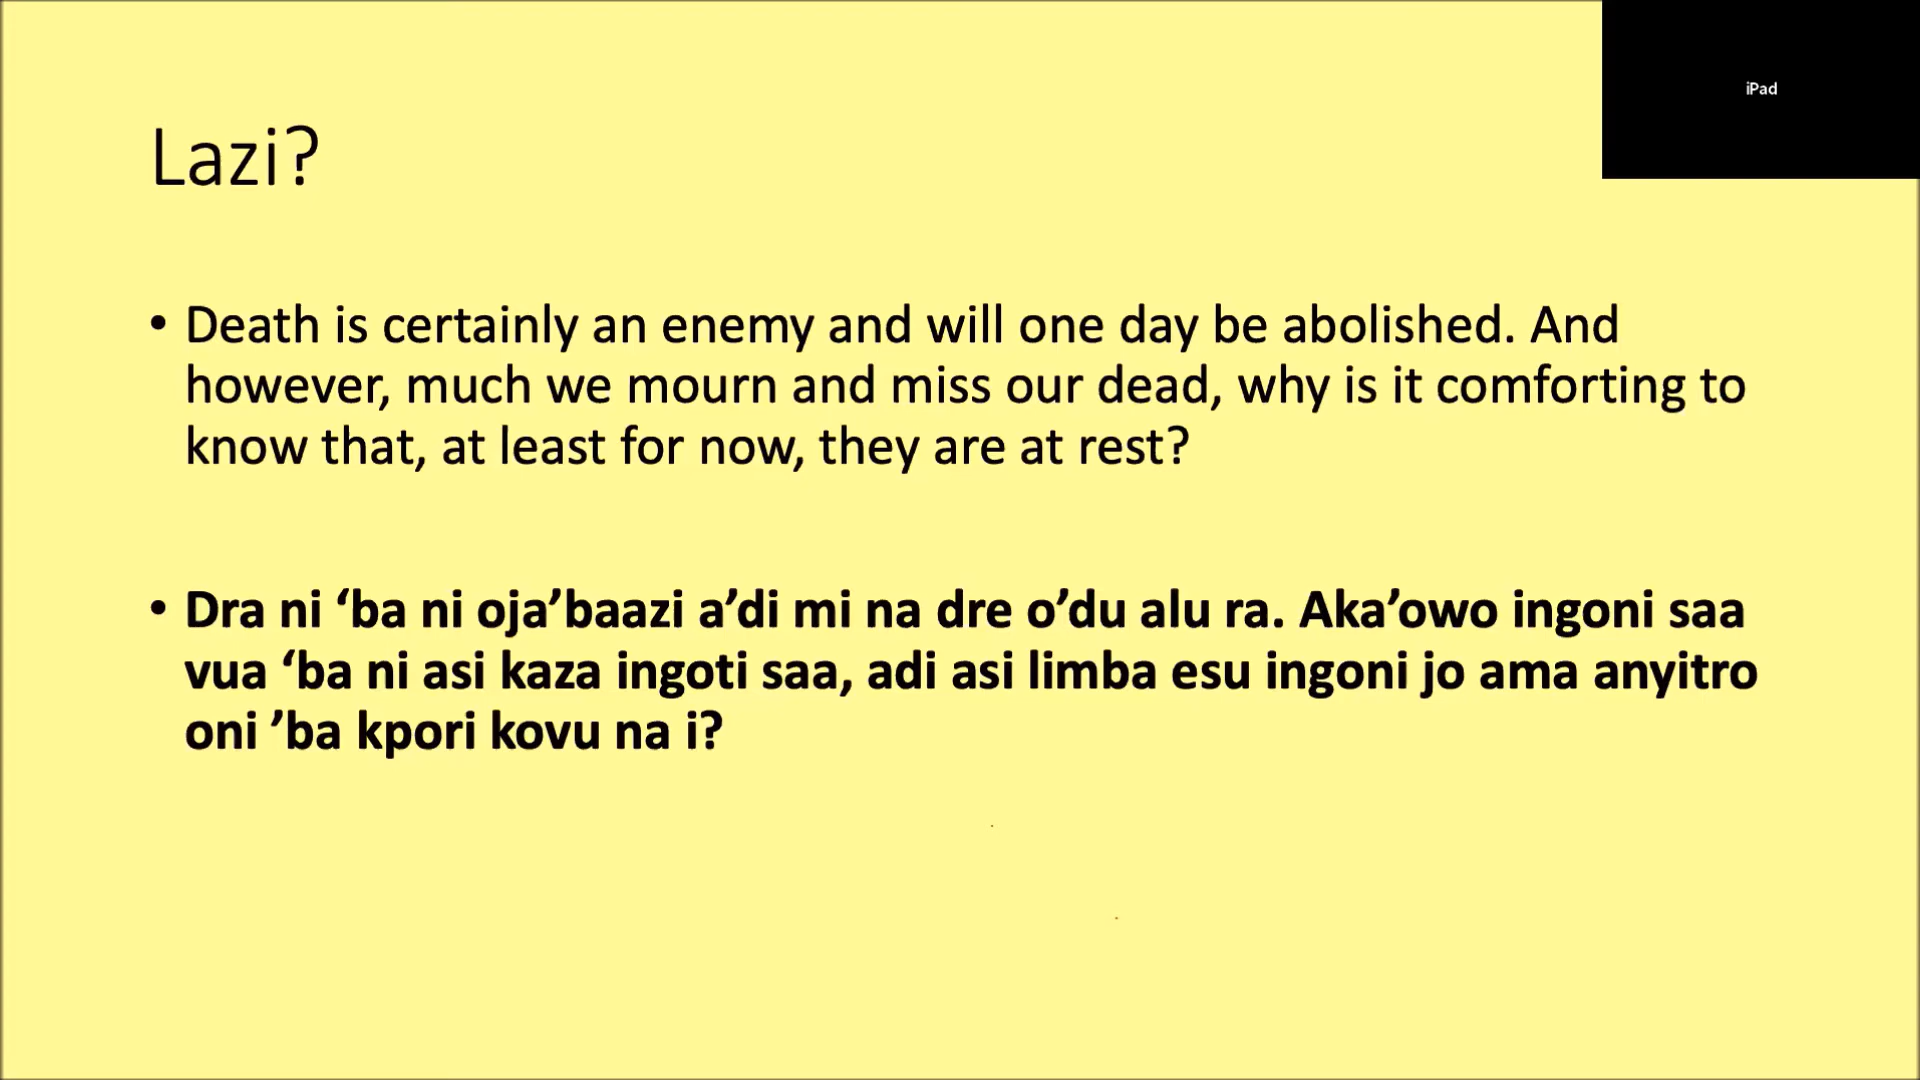 iPad
Lazi?
• Death is certainly an enemy and will one day be abolished. And
however, much we mourn and miss our dead, why is it comforting to
know that, at least for now, they are at rest?
• Dra ni ‘ba ni oja’baazi a’di mi na dre o’du alu ra. Aka’owo ingoni saa
vua ‘ba ni asi kaza ingoti saa, adi asi limba esu ingoni jo ama anyitro
oni ’ba kpori kovu na i?